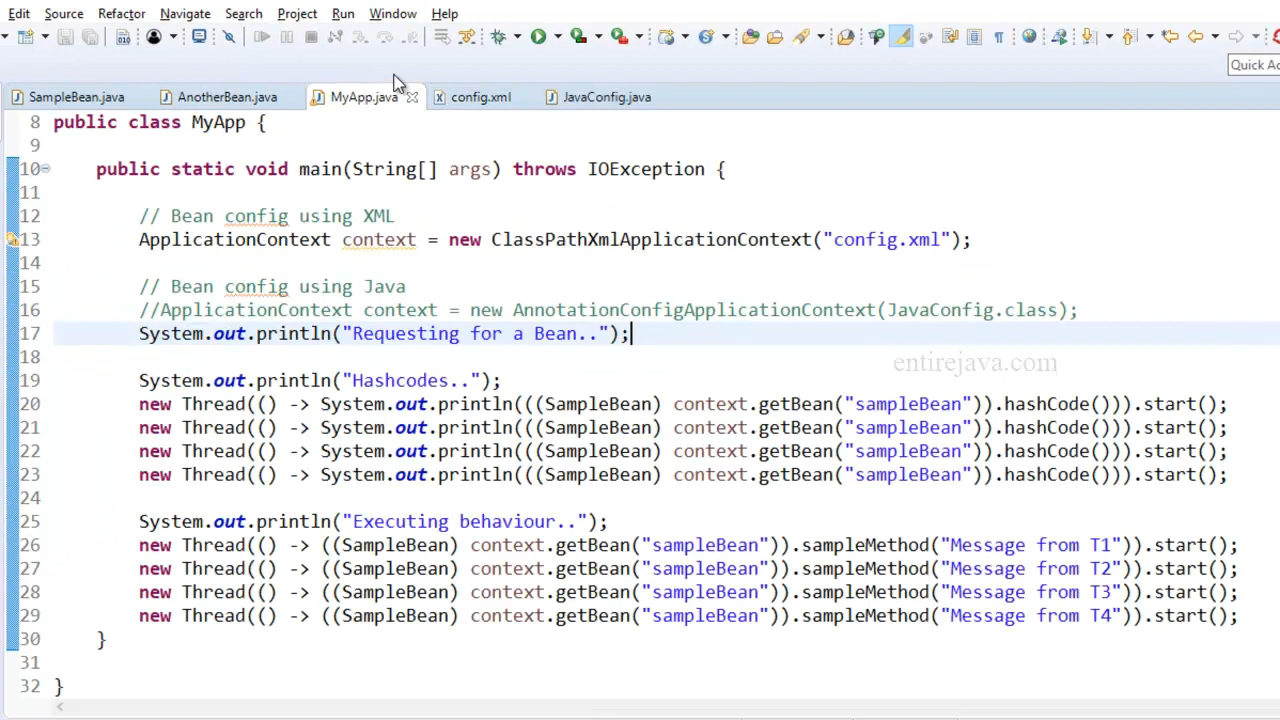 Edit Source Refactor Navigate Search Project Run Window Help
Quick Ac
SampleBean.java AnotherBean.java MyApp.java config.xml JavaConfig.java
8 public class MyApp {
9
10 public static void main(String[] args) throws IOException {
11
12 // Bean config using XML
13 ApplicationContext context = new ClassPathXmlApplicationContext("config.xml");
14
15 // Bean config using Java
16 //ApplicationContext context = new AnnotationConfigApplicationContext(JavaConfig.class);
17 System.out.println("Requesting for a Bean..");
18
entirejava.com
19 System.out.println("Hashcodes..");
20 new Thread(() -> System.out.println(((SampleBean) context.getBean("sampleBean")).hashCode())).start();
21 new Thread(() -> System.out.println(((SampleBean) context.getBean("sampleBean")).hashCode())).start();
22 new Thread(() -> System.out.println(((SampleBean) context.getBean("sampleBean")).hashCode())).start();
23 new Thread(() -> System.out.println(((SampleBean) context.getBean("sampleBean")).hashCode())).start();
24
25 System.out.println("Executing behaviour..");
26 new Thread(() -> ((SampleBean) context.getBean("sampleBean")).sampleMethod("Message from T1")).start();
27 new Thread(() -> ((SampleBean) context.getBean("sampleBean")).sampleMethod("Message from T2")).start();
28 new Thread(() -> ((SampleBean) context.getBean("sampleBean")).sampleMethod("Message from T3")).start();
29 new Thread(() -> ((SampleBean) context.getBean("sampleBean")).sampleMethod("Message from T4")).start();
30 }
31
32 }